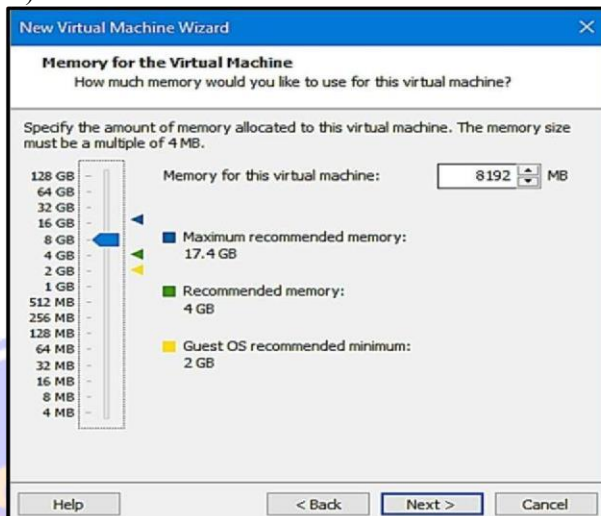 )
New Virtual Machine Wizard
Memory for the Virtual Machine
How much memory would you like to use for this virtual machine?
Specify the amount of memory allocated to this virtual machine. The memory size
must be a multiple of 4 MB.
Memory for this virtual machine: 8192 MB
128 GB
64 GB
32 GB
16 GB
8 GB
4 GB
2 GB
1 GB
512 MB
256 MB
128 MB
64 MB
32 MB
16 MB
8 MB
4 MB
Maximum recommended memory:
17.4 GB
Recommended memory:
4 GB
Guest OS recommended minimum:
2 GB
Help < Back Next > Cancel